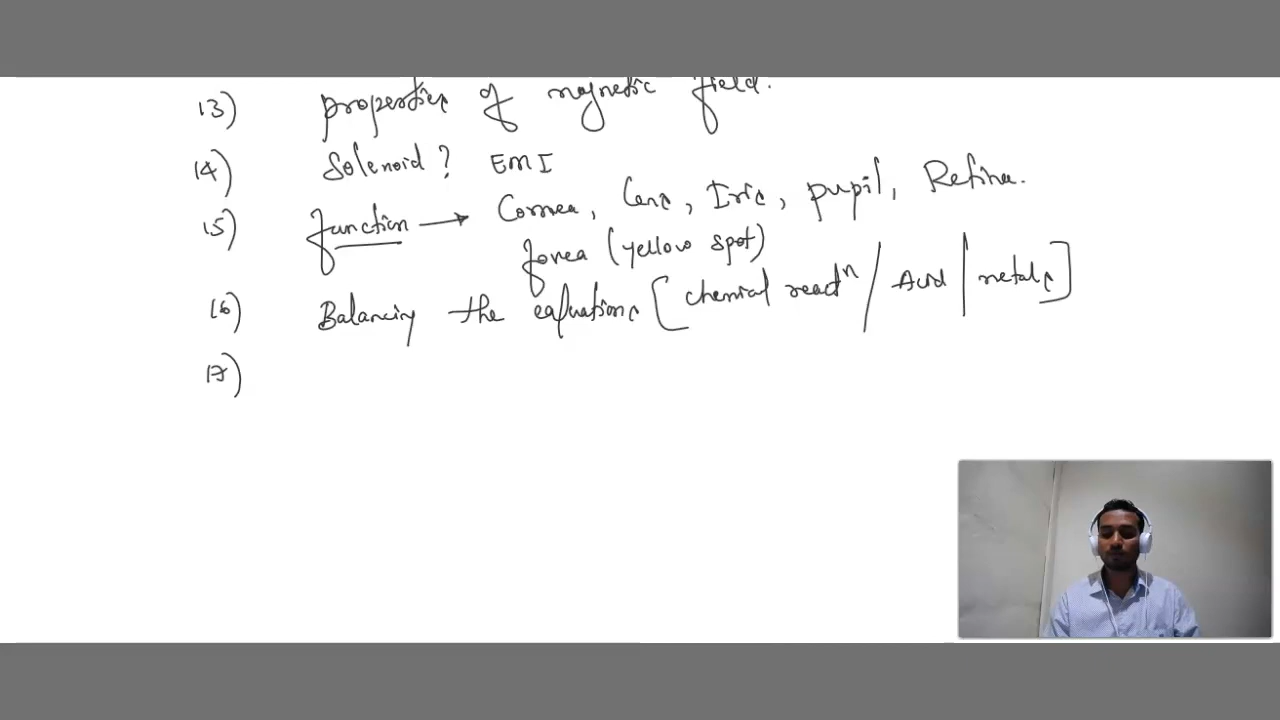 13) properties of magnetic field.
14) Solenoid? EMI
15) function → Cornea, Lens, Iris, pupil, Retina.
fovea (yellow spot)
16) Balancing the equations [chemical reactⁿ / Acid | metals]
17)